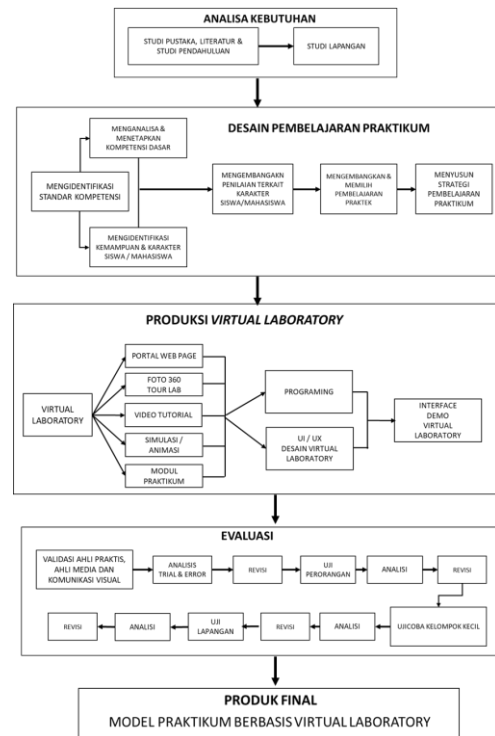 ANALISA KEBUTUHAN
STUDI PUSTAKA, LITERATUR &
STUDI PENDAHULUAN
STUDI LAPANGAN
DESAIN PEMBELAJARAN PRAKTIKUM
MENGANALISA &
MENETAPKAN
KOMPETENSI DASAR
MENGIDENTIFIKASI
STANDAR KOMPETENSI
MENGIDENTIFIKASI
KEMAMPUAN & KARAKTER
SISWA / MAHASISWA
MENGEMBANGAKN
PENILAIAN TERKAIT
KARAKTER
SISWA/MAHASISWA
MENGEMBANGKAN &
MEMILIH
PEMBELAJARAN
PRAKTEK
MENYUSUN
STRATEGI
PEMBELAJARAN
PRAKTIKUM
PRODUKSI VIRTUAL LABORATORY
VIRTUAL
LABORATORY
PORTAL WEB PAGE
FOTO 360
TOUR LAB
VIDEO TUTORIAL
SIMULASI /
ANIMASI
MODUL
PRAKTIKUM
PROGRAMING
UI / UX
DESAIN VIRTUAL
LABORATORY
INTERFACE
DEMO
VIRTUAL
LABORATORY
EVALUASI
VALIDASI AHLI PRAKTIS,
AHLI MEDIA DAN
KOMUNIKASI VISUAL
ANALISIS
TRIAL & ERROR
REVISI
UJI
PERORANGAN
ANALISI
REVISI
UJICOBA KELOMPOK KECIL
ANALISI
REVISI
UJI
LAPANGAN
ANALISI
REVISI
PRODUK FINAL
MODEL PRAKTIKUM BERBASIS VIRTUAL LABORATORY